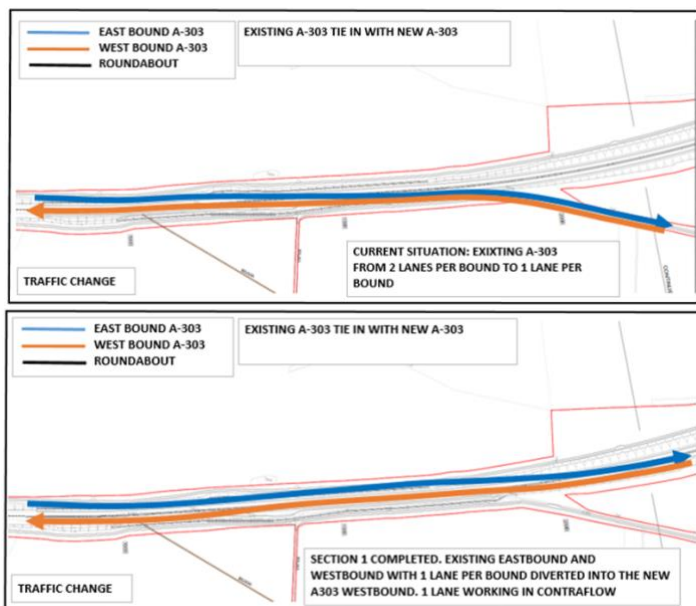 EAST BOUND A-303
WEST BOUND A-303
ROUNDABOUT
EXISTING A-303 TIE IN WITH NEW A-303
CURRENT SITUATION: EXIXTING A-303
FROM 2 LANES PER BOUND TO 1 LANE PER
BOUND
TRAFFIC CHANGE
EAST BOUND A-303
WEST BOUND A-303
ROUNDABOUT
EXISTING A-303 TIE IN WITH NEW A-303
SECTION 1 COMPLETED. EXISTING EASTBOUND AND
WESTBOUND WITH 1 LANE PER BOUND DIVERTED INTO THE NEW
A303 WESTBOUND. 1 LANE WORKING IN CONTRAFLOW
TRAFFIC CHANGE